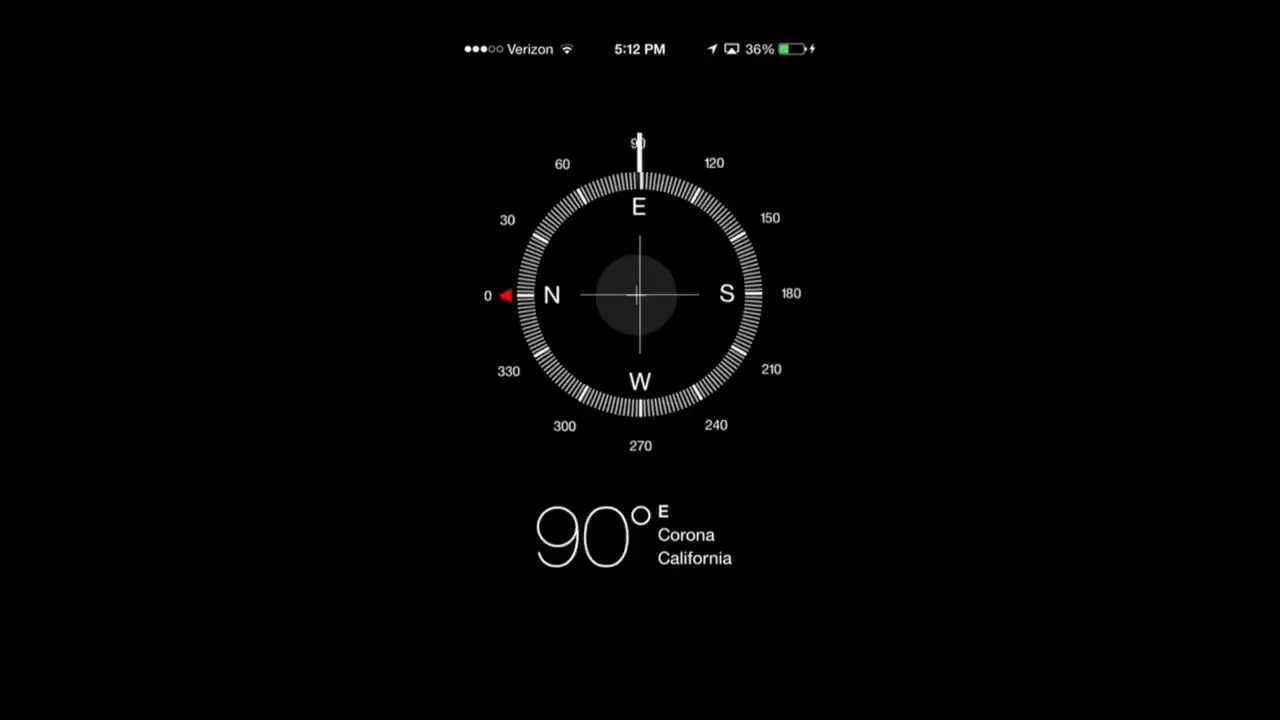 Verizon 5:12 PM 36%
90
60 120
30 150
E
0 N S 180
330 210
W
300 240
270
90° E
Corona
California